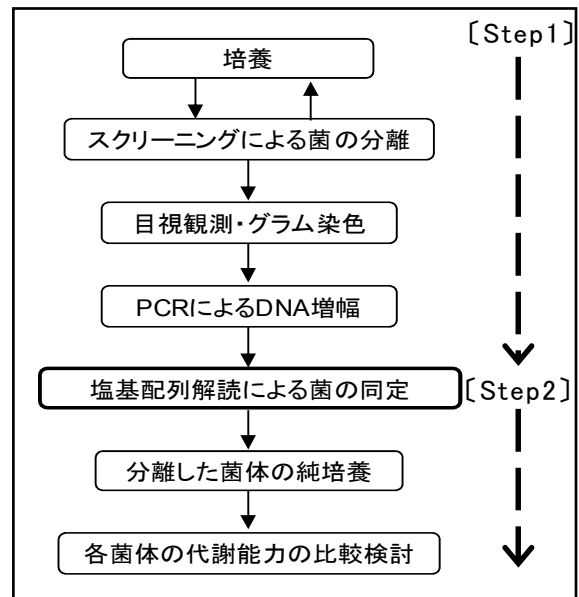 〔Step1〕
培養
スクリーニングによる菌の分離
目視観測・グラム染色
PCRによるDNA増幅
塩基配列解読による菌の同定
〔Step2〕
分離した菌体の純培養
各菌体の代謝能力の比較検討